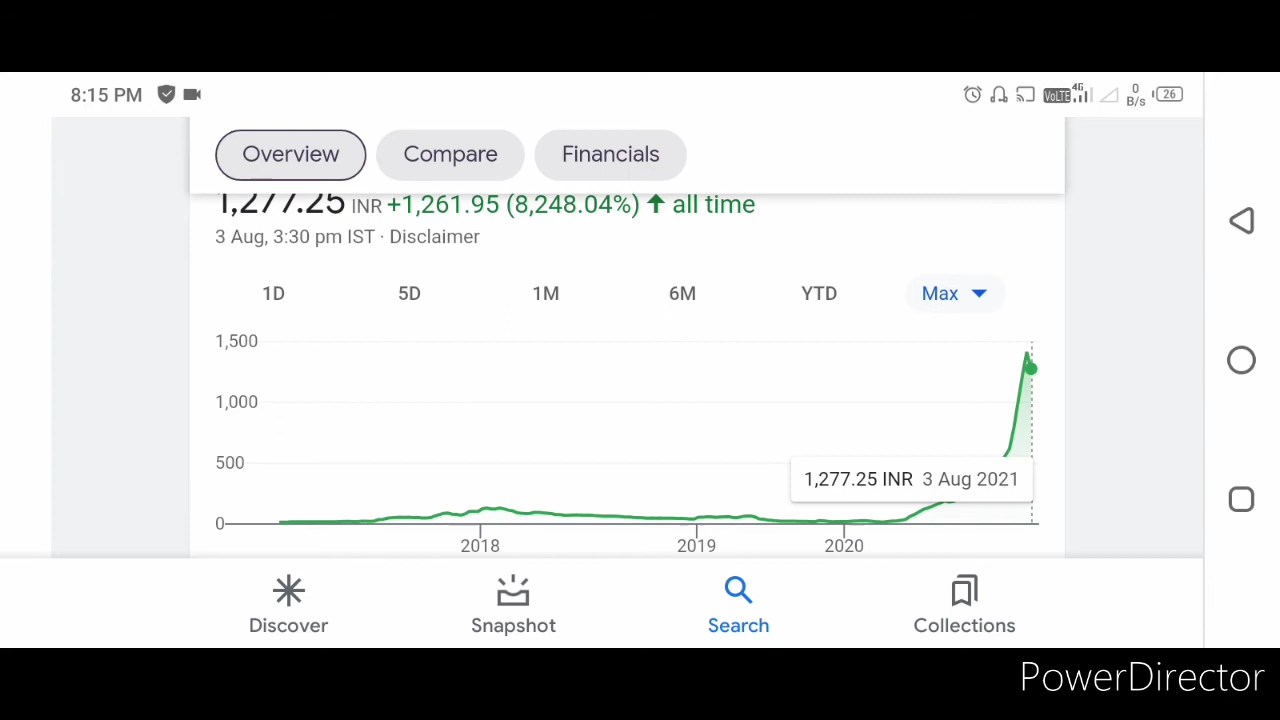 8:15 PM VoLTE 4G 0 B/s 26
Overview Compare Financials
1,277.25 INR +1,261.95 (8,248.04%) ↑ all time
3 Aug, 3:30 pm IST · Disclaimer
1D 5D 1M 6M YTD Max
1,500
1,000
500
1,277.25 INR 3 Aug 2021
0
2018 2019 2020
Discover Snapshot Search Collections
PowerDirector